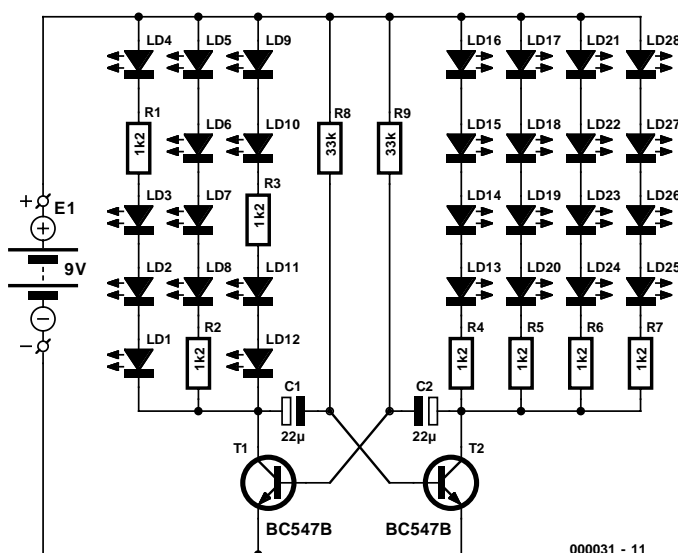 LD4 LD5 LD9 LD16 LD17 LD21 LD28
R1 R8 R9
1k2 LD6 LD10 33k 33k LD15 LD18 LD22 LD27
R3
+ E1 LD3 LD7 1k2 LD14 LD19 LD23 LD26
+
9V LD2 LD8 LD11 LD13 LD20 LD24 LD25
−
− LD1 R2 LD12 R4 R5 R6 R7
1k2 1k2 1k2 1k2 1k2
C1 C2
22µ 22µ
T1 T2
BC547B BC547B
000031 - 11